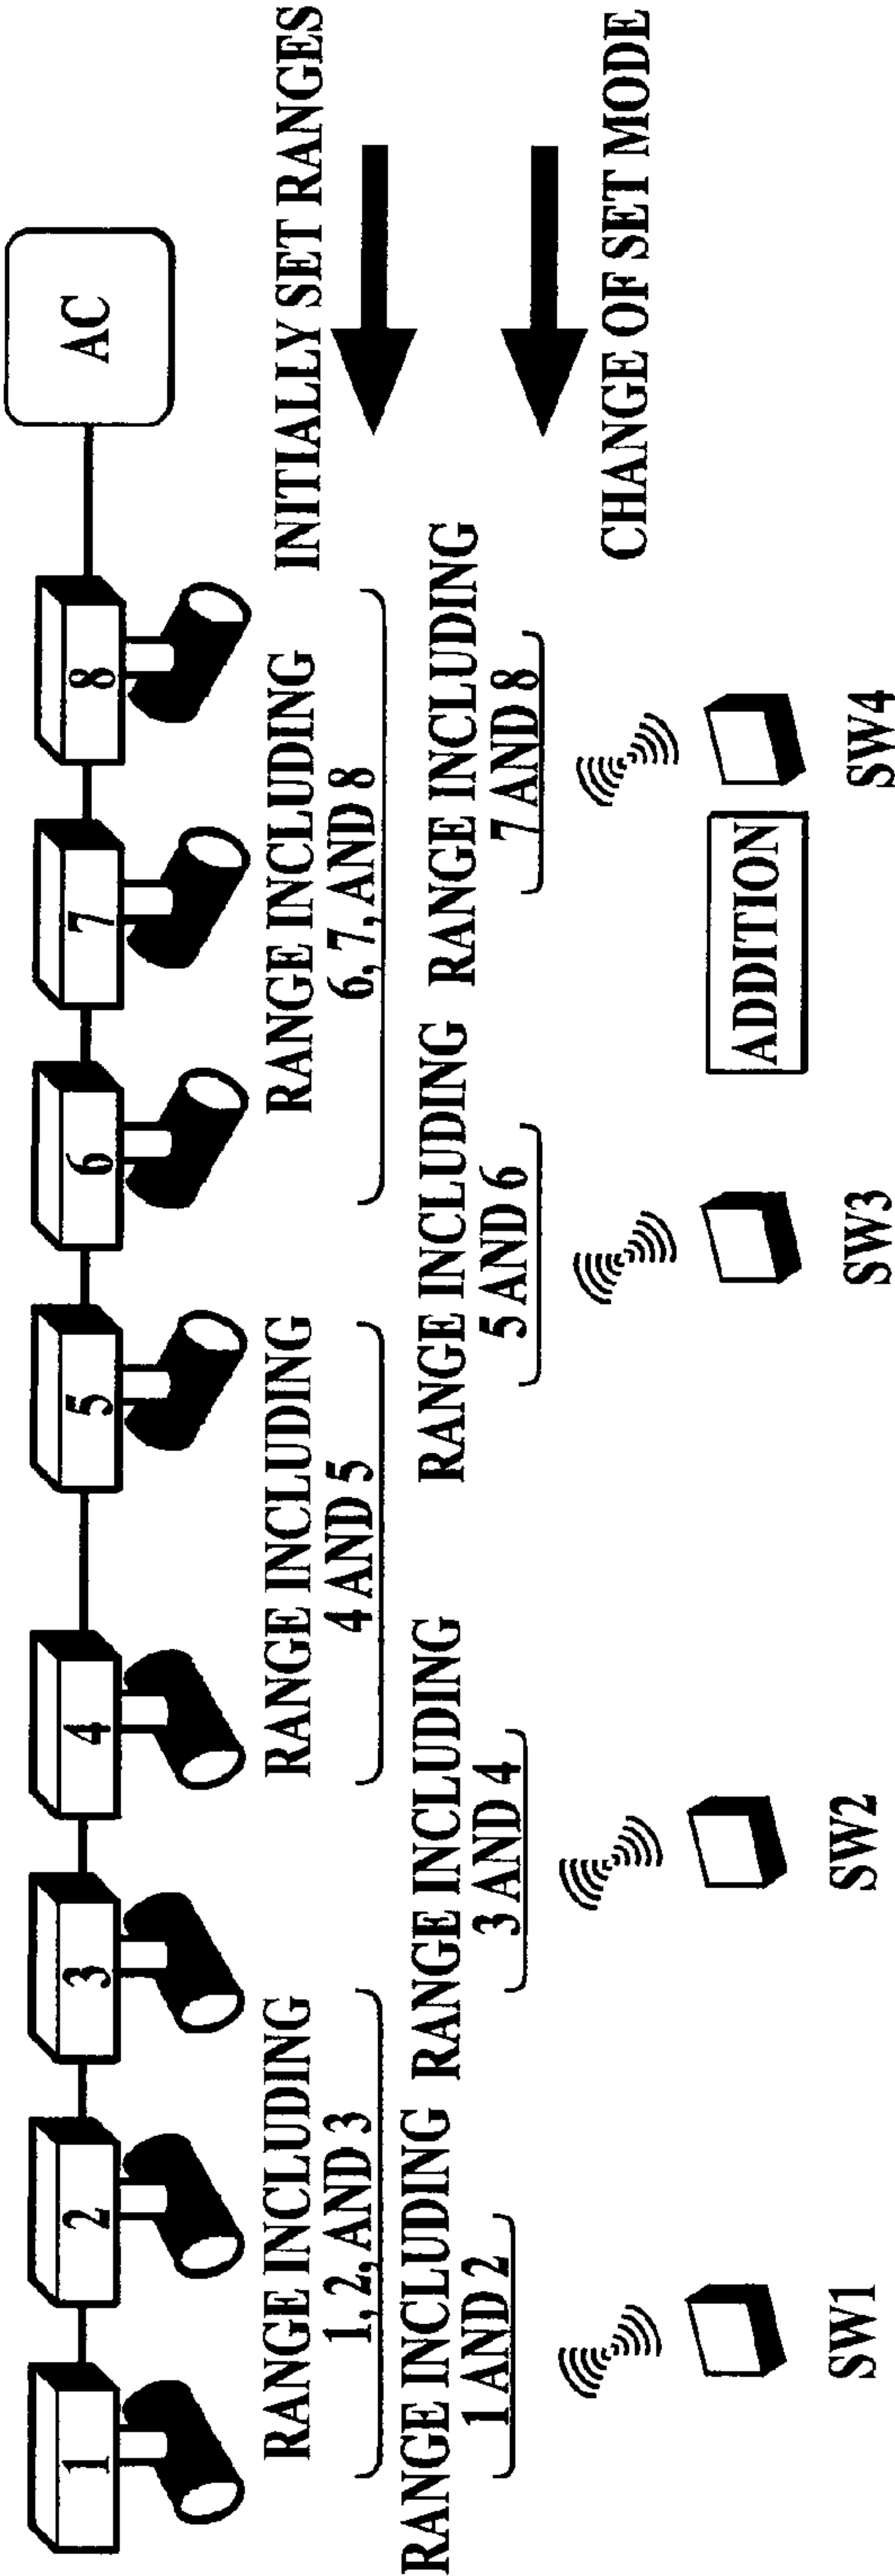 1
2
3
4
5
6
7
8
AC
RANGE INCLUDING
1, 2, AND 3
RANGE INCLUDING
4 AND 5
RANGE INCLUDING
6, 7, AND 8
INITIALLY SET RANGES
RANGE INCLUDING
1 AND 2
RANGE INCLUDING
3 AND 4
RANGE INCLUDING
5 AND 6
RANGE INCLUDING
7 AND 8
CHANGE OF SET MODE
ADDITION
SW1
SW2
SW3
SW4